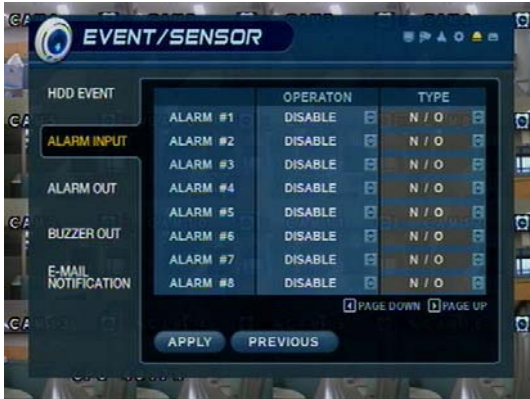 EVENT/SENSOR
HDD EVENT
ALARM INPUT
ALARM OUT
BUZZER OUT
E-MAIL
NOTIFICATION
OPERATON TYPE
ALARM #1 DISABLE N / O
ALARM #2 DISABLE N / O
ALARM #3 DISABLE N / O
ALARM #4 DISABLE N / O
ALARM #5 DISABLE N / O
ALARM #6 DISABLE N / O
ALARM #7 DISABLE N / O
ALARM #8 DISABLE N / O
PAGE DOWN PAGE UP
APPLY PREVIOUS